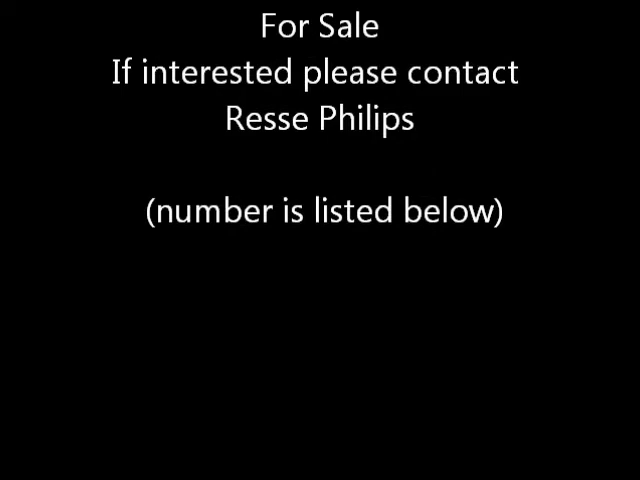 For Sale
If interested please contact
Resse Philips
(number is listed below)